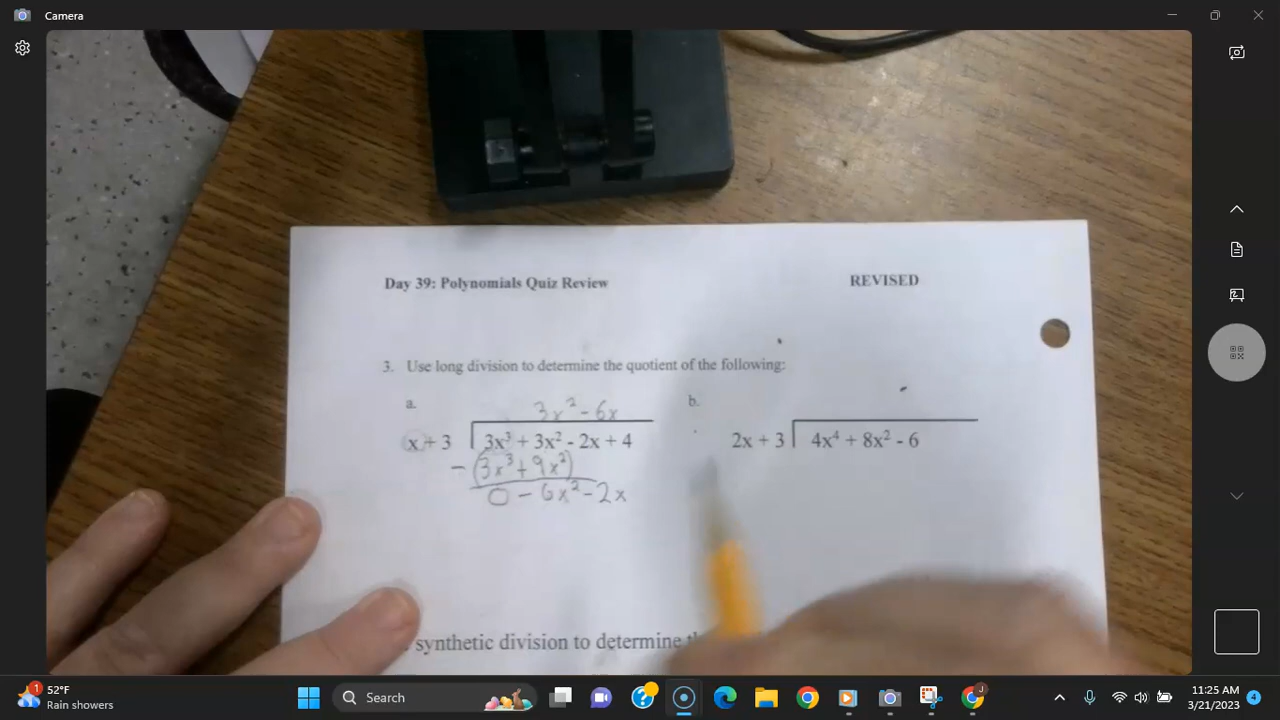 Camera
Day 39: Polynomials Quiz Review
REVISED
3. Use long division to determine the quotient of the following:
a.
3x² - 6x
x + 3
3x³ + 3x² - 2x + 4
- (3x³ + 9x²)
0 - 6x² - 2x
b.
2x + 3
4x⁴ + 8x² - 6
synthetic division to determine
1
52°F
Rain showers
Search
J
11:25 AM
3/21/2023
4